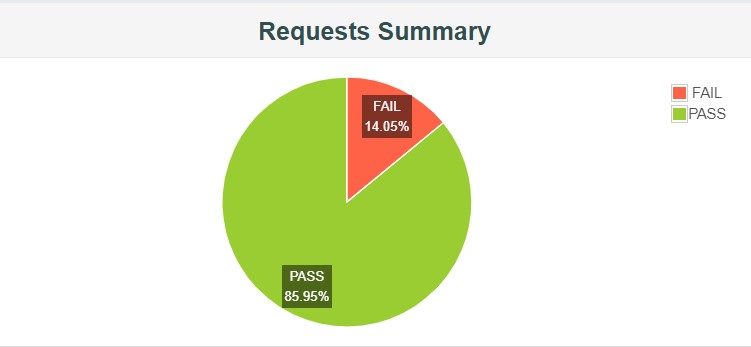 Requests Summary
FAIL
14.05%
FAIL
PASS
PASS
85.95%